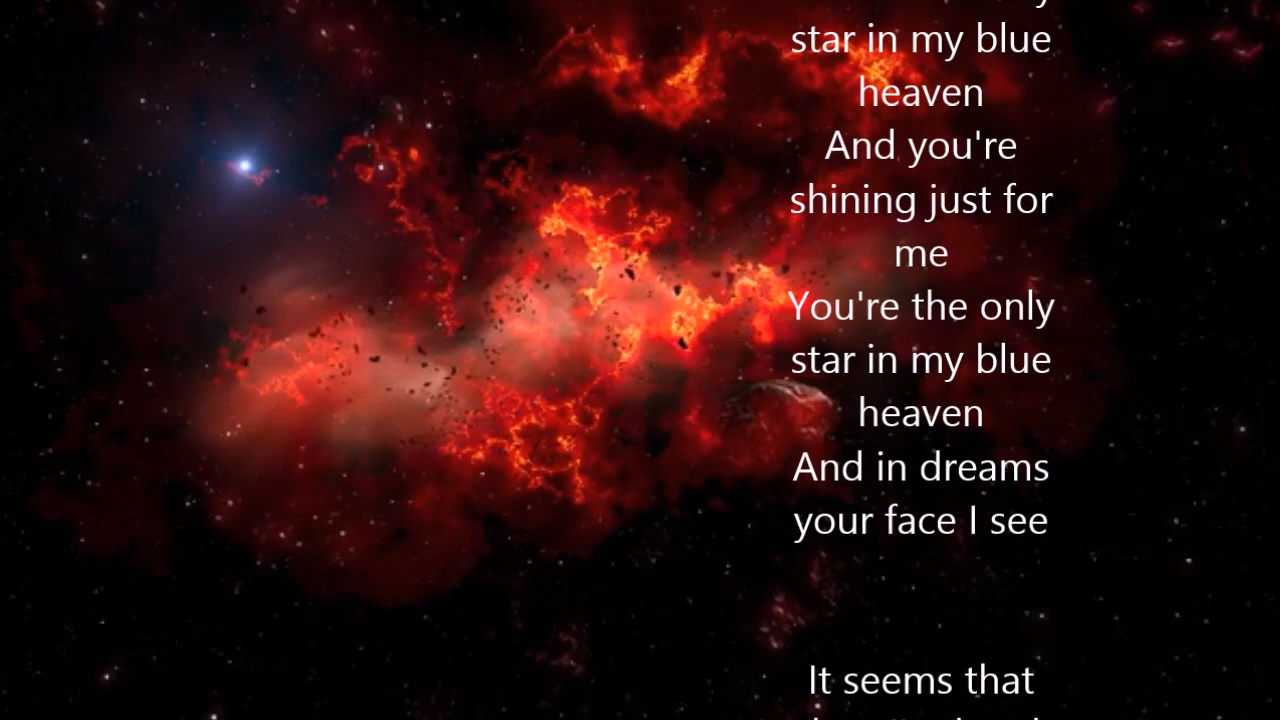 star in my blue
heaven
And you're
shining just for
me
You're the only
star in my blue
heaven
And in dreams
your face I see
It seems that